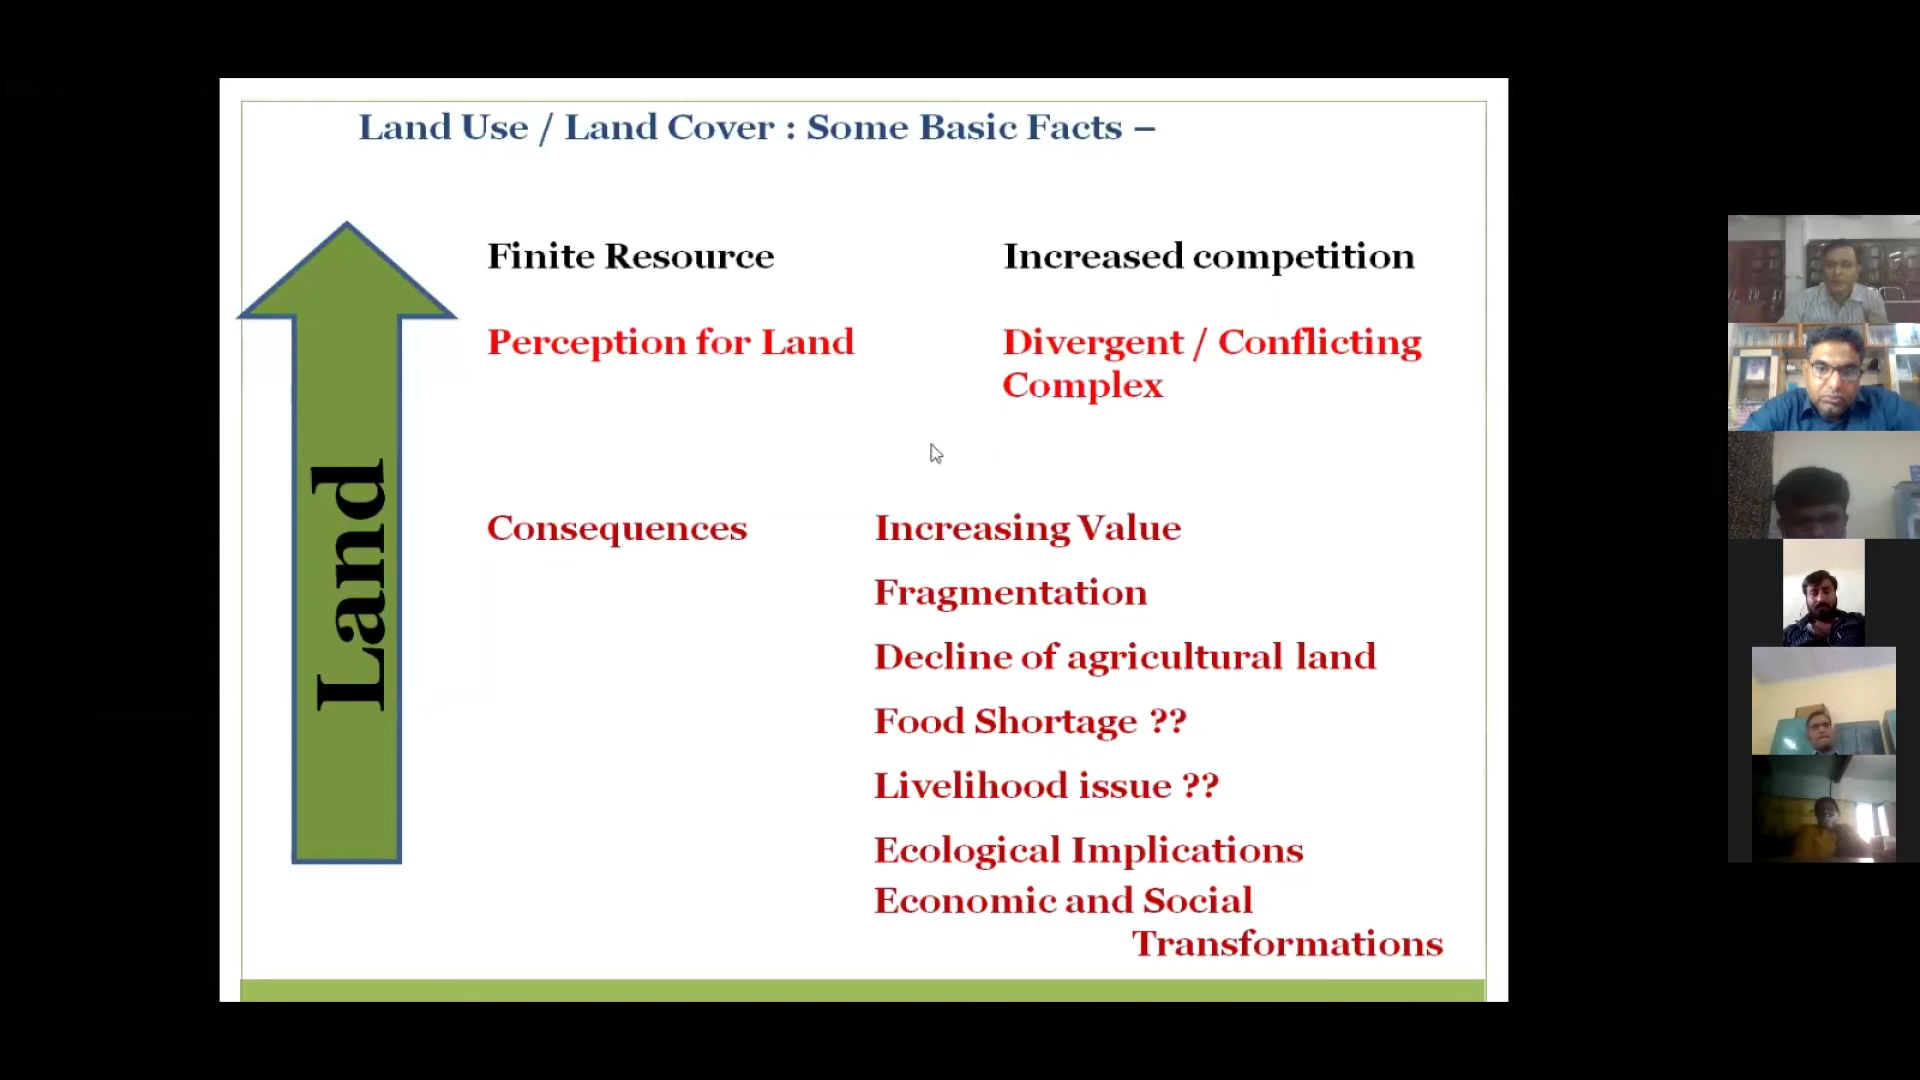 Land Use / Land Cover : Some Basic Facts –
Land
Finite Resource
Increased competition
Perception for Land
Divergent / Conflicting
Complex
Consequences
Increasing Value
Fragmentation
Decline of agricultural land
Food Shortage ??
Livelihood issue ??
Ecological Implications
Economic and Social
Transformations